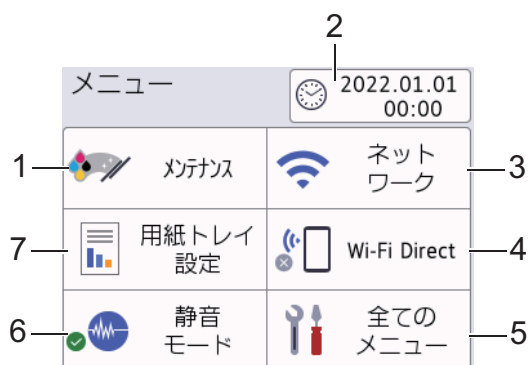 2
メニュー
2022.01.01
00:00
1
メンテナンス
ネット
ワーク
3
7
用紙トレイ
設定
Wi-Fi Direct
4
6
静音
モード
全ての
メニュー
5